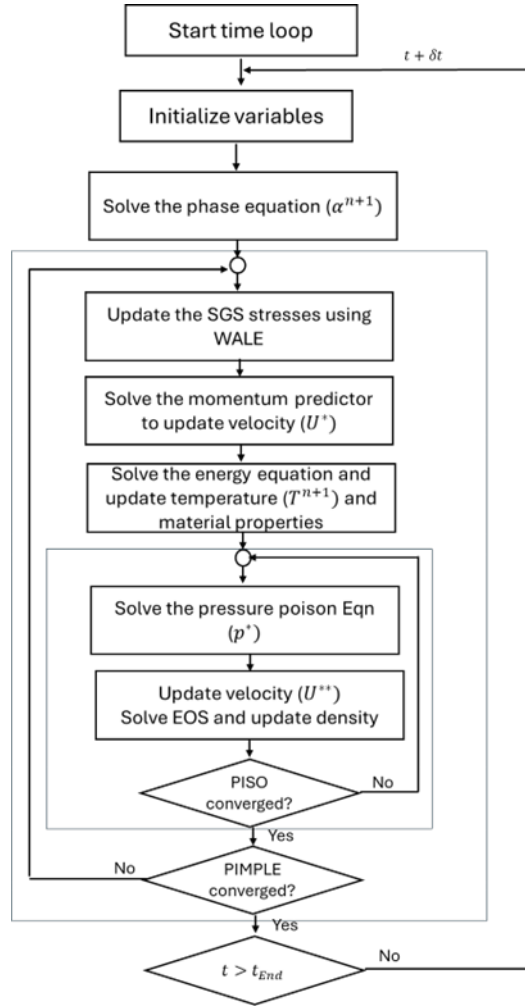 Start time loop
t + δt
Initialize variables
Solve the phase equation (α^{n+1})
Update the SGS stresses using
WALE
Solve the momentum predictor
to update velocity (U^*)
Solve the energy equation and
update temperature (T^{n+1}) and
material properties
Solve the pressure poison Eqn
(p^*)
Update velocity (U^{**})
Solve EOS and update density
PISO
converged?
No
Yes
PIMPLE
converged?
No
Yes
t > t_{End}
No